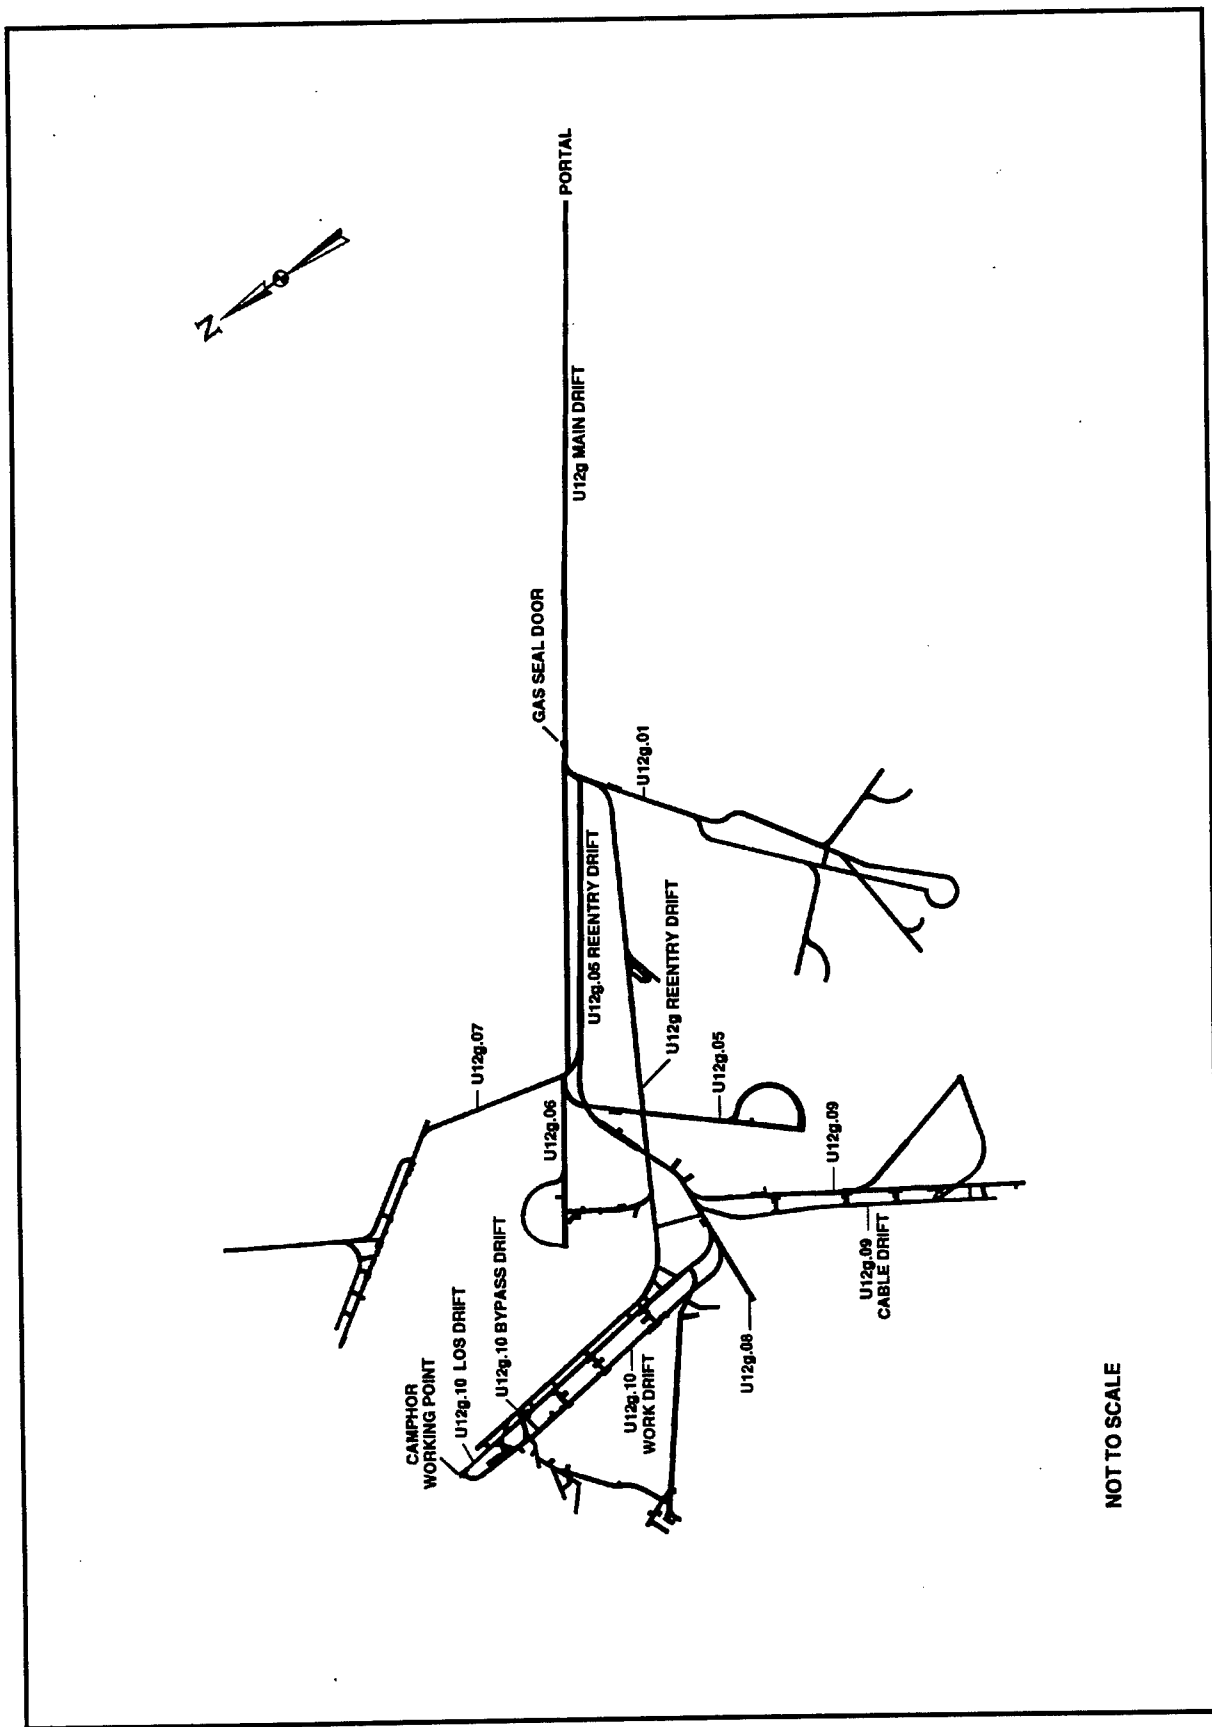 CAMPHOR
WORKING POINT
U12g.10 LOS DRIFT
U12g.10 BYPASS DRIFT
U12g.06
U12g.07
GAS SEAL DOOR
PORTAL
N
U12g MAIN DRIFT
U12g.05 REENTRY DRIFT
U12g.01
U12g REENTRY DRIFT
U12g.05
U12g.09
U12g.09
CABLE DRIFT
U12g.08
U12g.10
WORK DRIFT
NOT TO SCALE